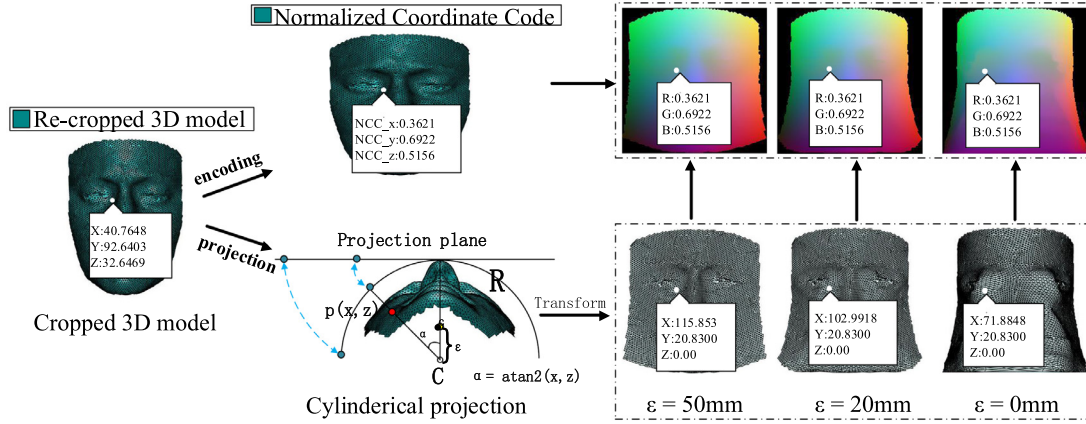 Normalized Coordinate Code
NCC_x:0.3621
NCC_y:0.6922
NCC_z:0.5156
Re-cropped 3D model
X:40.7648
Y:92.6403
Z:32.6469
Cropped 3D model
encoding
projection
Projection plane
R
p(x,z)
α
ε
C
α = atan2(x,z)
Cylinderical projection
Transform
R:0.3621
G:0.6922
B:0.5156
R:0.3621
G:0.6922
B:0.5156
R:0.3621
G:0.6922
B:0.5156
X:115.853
Y:20.8300
Z:0.00
X:102.9918
Y:20.8300
Z:0.00
X:71.8848
Y:20.8300
Z:0.00
ε = 50mm
ε = 20mm
ε = 0mm